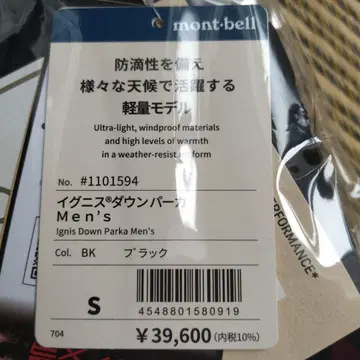 mont·bell
防滴性を備え
様々な天候で活躍する
軽量モデル
Ultra-light, windproof materials
and high levels of warmth
in a weather-resist form
No. #1101594
イグニス®ダウンパーカ
Men's
Ignis Down Parka Men's
Col. BK ブラック
S
4548801580919
704
¥39,600(内税10%)
PERFORMANCE*